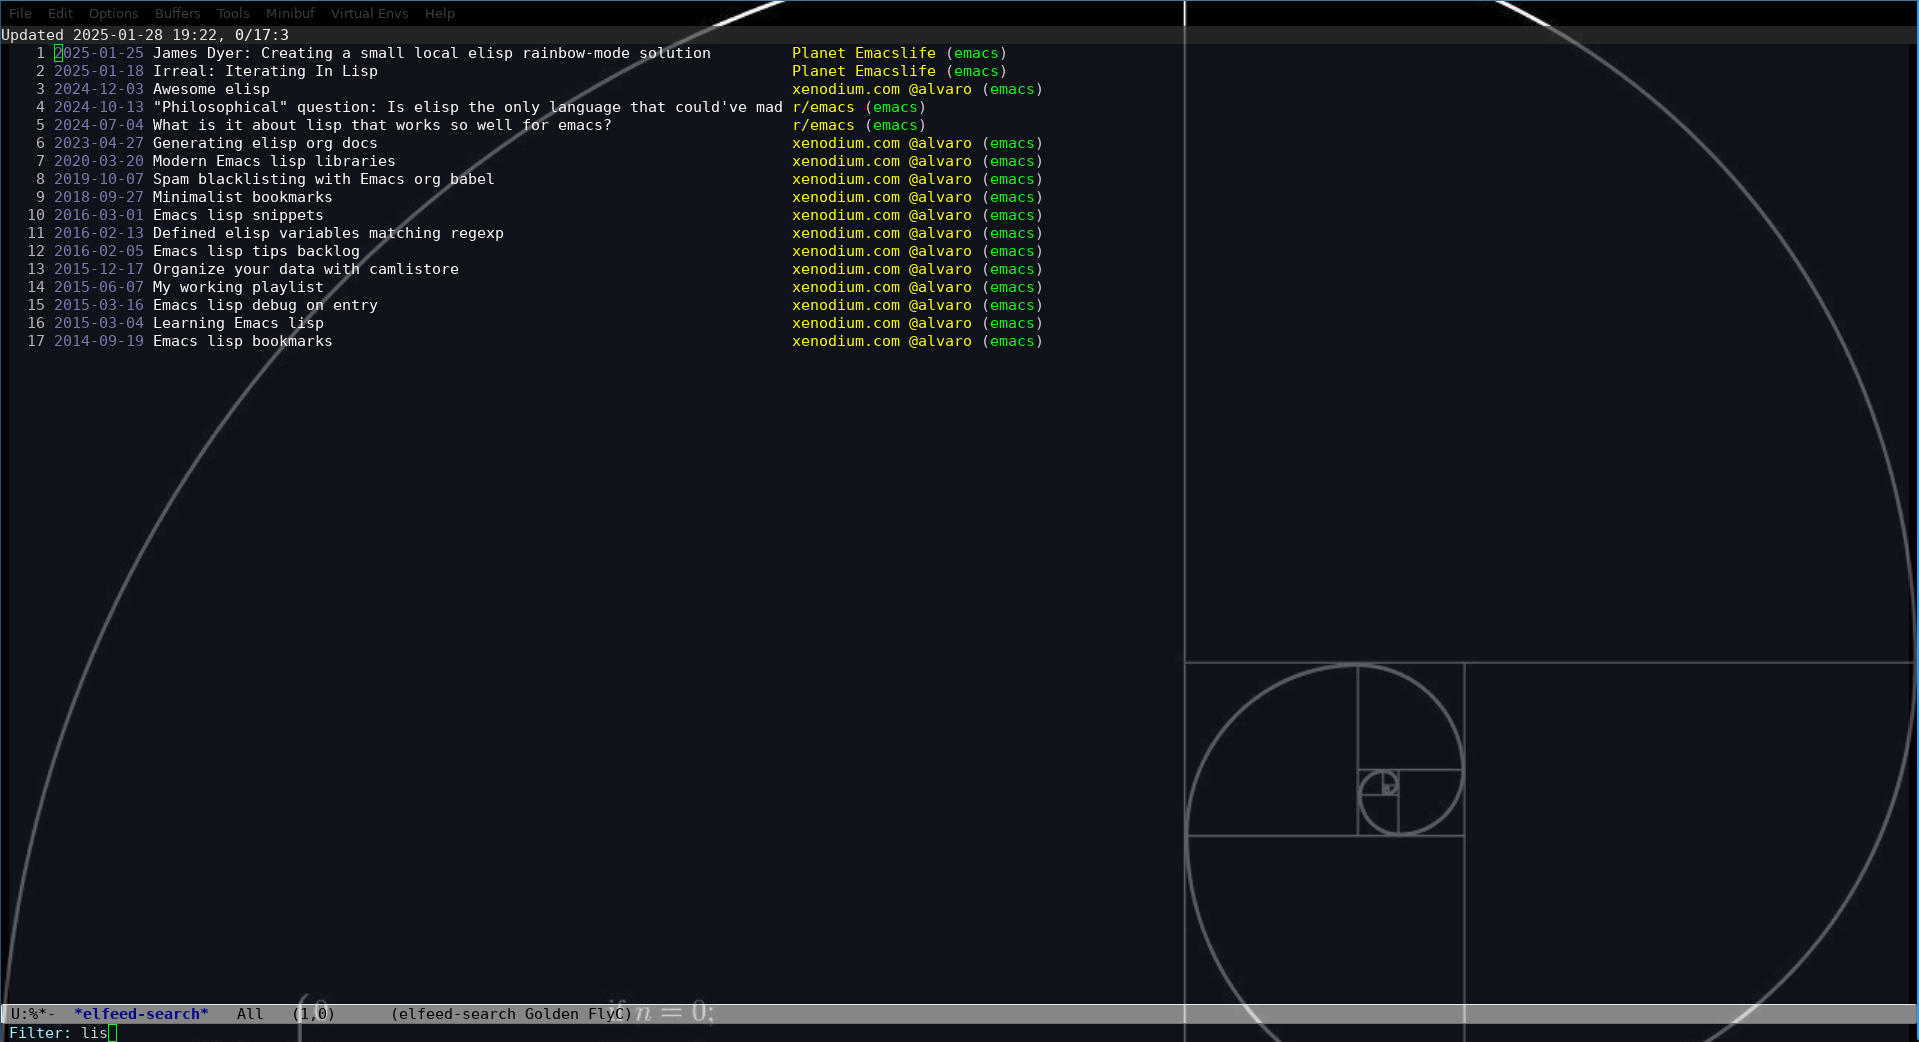 File Edit Options Buffers Tools Minibuf Virtual Envs Help
Updated 2025-01-28 19:22, 0/17:3
1 2025-01-25 James Dyer: Creating a small local elisp rainbow-mode solution Planet Emacslife (emacs)
2 2025-01-18 Irreal: Iterating In Lisp Planet Emacslife (emacs)
3 2024-12-03 Awesome elisp xenodium.com @alvaro (emacs)
4 2024-10-13 "Philosophical" question: Is elisp the only language that could've mad r/emacs (emacs)
5 2024-07-04 What is it about lisp that works so well for emacs? r/emacs (emacs)
6 2023-04-27 Generating elisp org docs xenodium.com @alvaro (emacs)
7 2020-03-20 Modern Emacs lisp libraries xenodium.com @alvaro (emacs)
8 2019-10-07 Spam blacklisting with Emacs org babel xenodium.com @alvaro (emacs)
9 2018-09-27 Minimalist bookmarks xenodium.com @alvaro (emacs)
10 2016-03-01 Emacs lisp snippets xenodium.com @alvaro (emacs)
11 2016-02-13 Defined elisp variables matching regexp xenodium.com @alvaro (emacs)
12 2016-02-05 Emacs lisp tips backlog xenodium.com @alvaro (emacs)
13 2015-12-17 Organize your data with camlistore xenodium.com @alvaro (emacs)
14 2015-06-07 My working playlist xenodium.com @alvaro (emacs)
15 2015-03-16 Emacs lisp debug on entry xenodium.com @alvaro (emacs)
16 2015-03-04 Learning Emacs lisp xenodium.com @alvaro (emacs)
17 2014-09-19 Emacs lisp bookmarks xenodium.com @alvaro (emacs)
0 if n = 0;
U:%*- *elfeed-search* All (1,0) (elfeed-search Golden FlyC)
Filter: lis